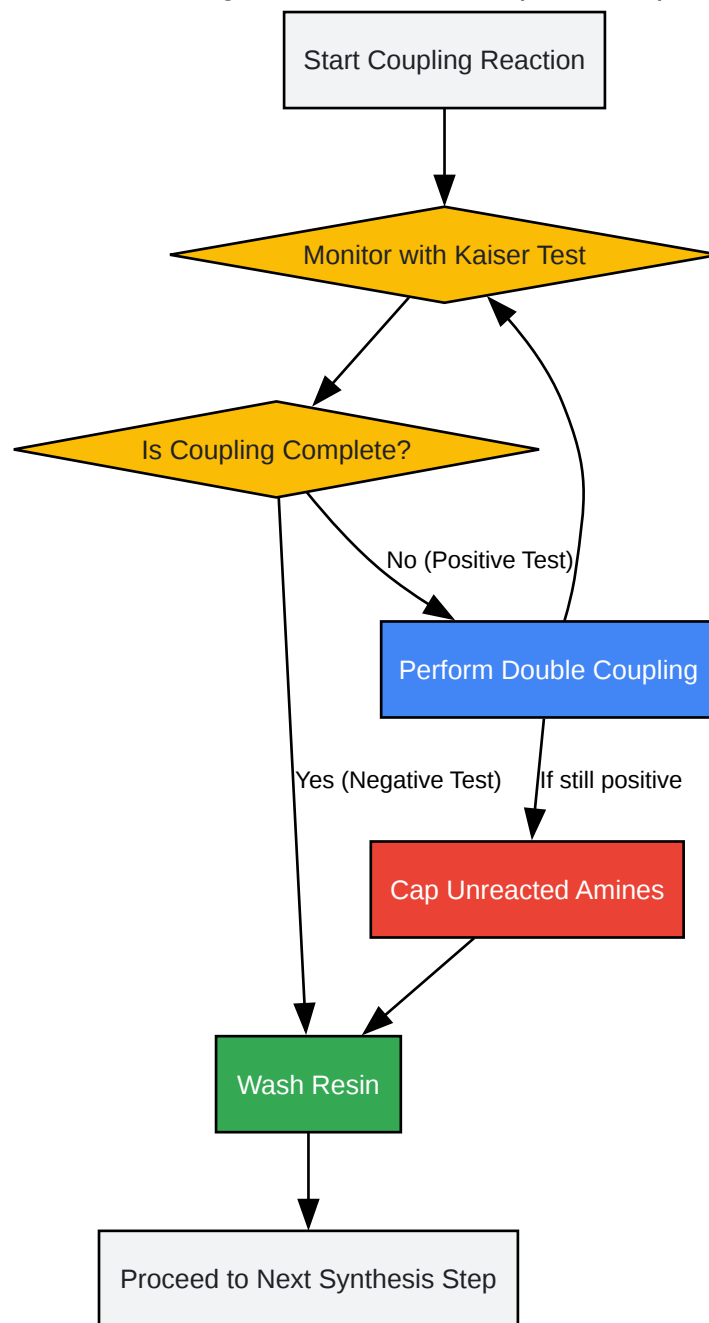 Start Coupling Reaction
Monitor with Kaiser Test
Is Coupling Complete?
No (Positive Test)
Perform Double Coupling
Yes (Negative Test)
If still positive
Cap Unreacted Amines
Wash Resin
Proceed to Next Synthesis Step